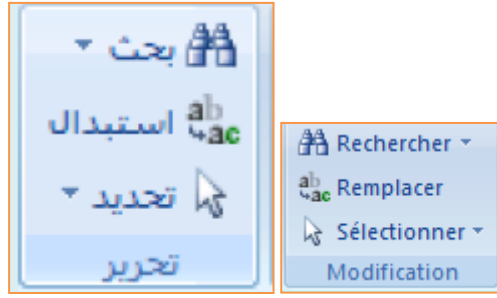 بحث
استبدال
تحديد
تحرير
Rechercher
Remplacer
Sélectionner
Modification